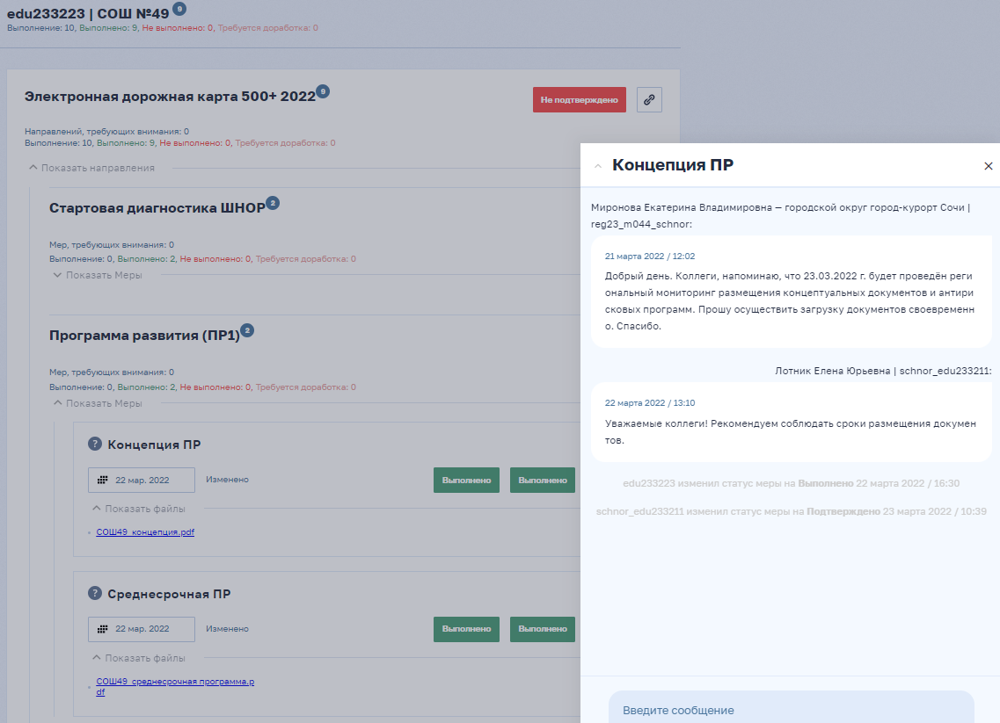 edu233223 | СОШ №49 9
Выполнение: 10, Выполнено: 9, Не выполнено: 0, Требуется доработка: 0
Электронная дорожная карта 500+ 2022 9
Не подтверждено
Направлений, требующих внимания: 0
Выполнение: 10, Выполнено: 9, Не выполнено: 0, Требуется доработка: 0
Показать направления
Стартовая диагностика ШНОР 2
Мер, требующих внимания: 0
Выполнение: 0, Выполнено: 2, Не выполнено: 0, Требуется доработка: 0
Показать Меры
Программа развития (ПР1) 2
Мер, требующих внимания: 0
Выполнение: 0, Выполнено: 2, Не выполнено: 0, Требуется доработка: 0
Показать Меры
? Концепция ПР
22 мар. 2022 Изменено Выполнено Выполнено
Показать файлы
СОШ49_концепция.pdf
? Среднесрочная ПР
22 мар. 2022 Изменено Выполнено Выполнено
Показать файлы
СОШ49_среднесрочная программа.p
df
Концепция ПР
Миронова Екатерина Владимировна — городской округ город-курорт Сочи |
reg23_m044_schnor:
21 марта 2022 / 12:02
Добрый день. Коллеги, напоминаю, что 23.03.2022 г. будет проведён реги
ональный мониторинг размещения концептуальных документов и антири
сковых программ. Прошу осуществить загрузку документов своевременн
о. Спасибо.
Лотник Елена Юрьевна | schnor_edu233211:
22 марта 2022 / 13:10
Уважаемые коллеги! Рекомендуем соблюдать сроки размещения докумен
тов.
edu233223 изменил статус меры на Выполнено 22 марта 2022 / 16:30
schnor_edu233211 изменил статус меры на Подтверждено 23 марта 2022 / 10:39
Введите сообщение